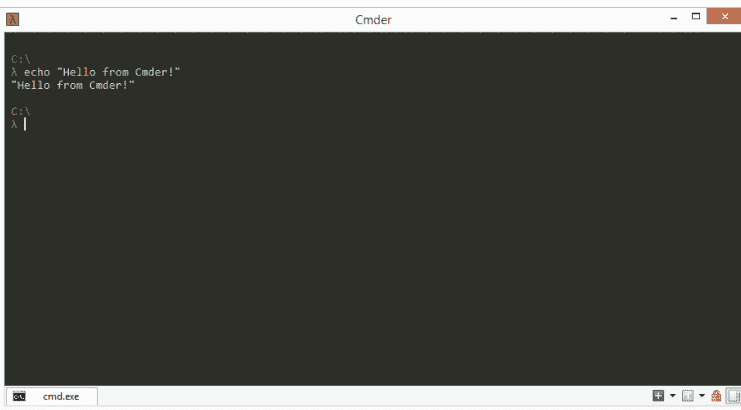 Cmder
C:\
λ echo "Hello from Cmder!"
"Hello from Cmder!"
C:\
λ
cmd.exe